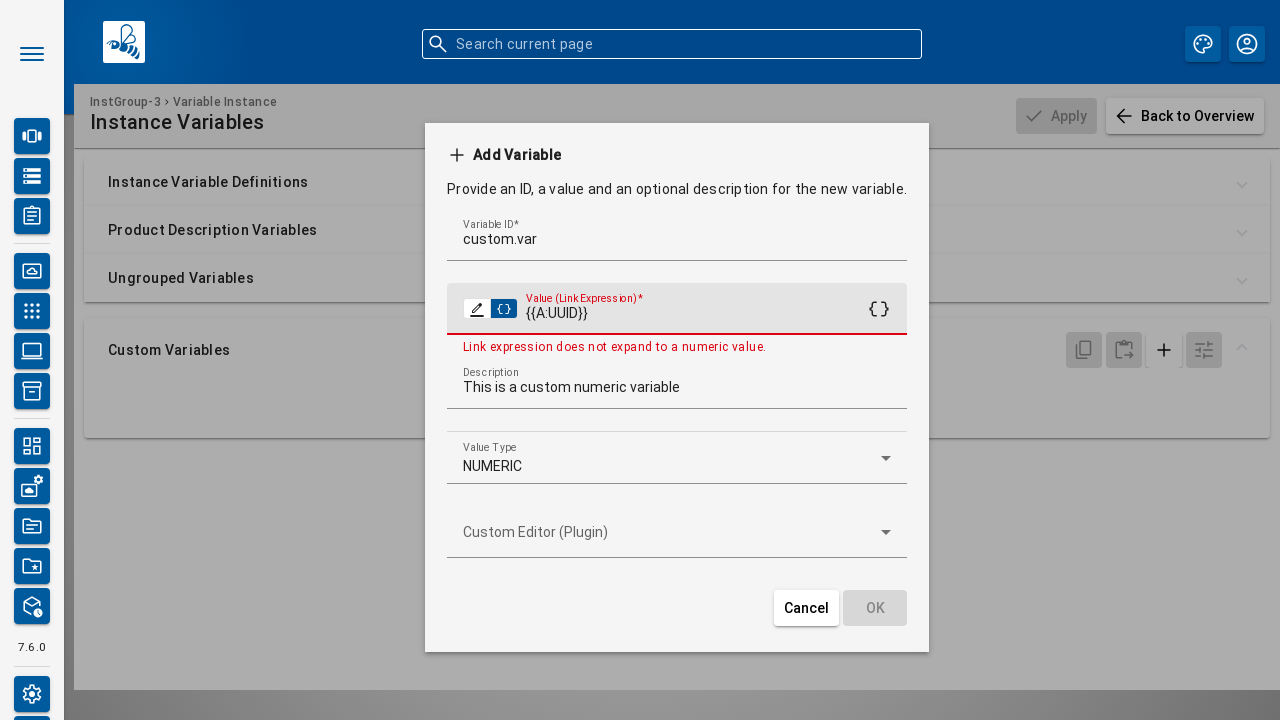 Search current page
InstGroup-3 › Variable Instance
Instance Variables
Apply
Back to Overview
Instance Variable Definitions
Product Description Variables
Ungrouped Variables
Custom Variables
Add Variable
Provide an ID, a value and an optional description for the new variable.
Variable ID*
custom.var
Value (Link Expression)*
{{A:UUID}}
Link expression does not expand to a numeric value.
Description
This is a custom numeric variable
Value Type
NUMERIC
Custom Editor (Plugin)
Cancel
OK
7.6.0